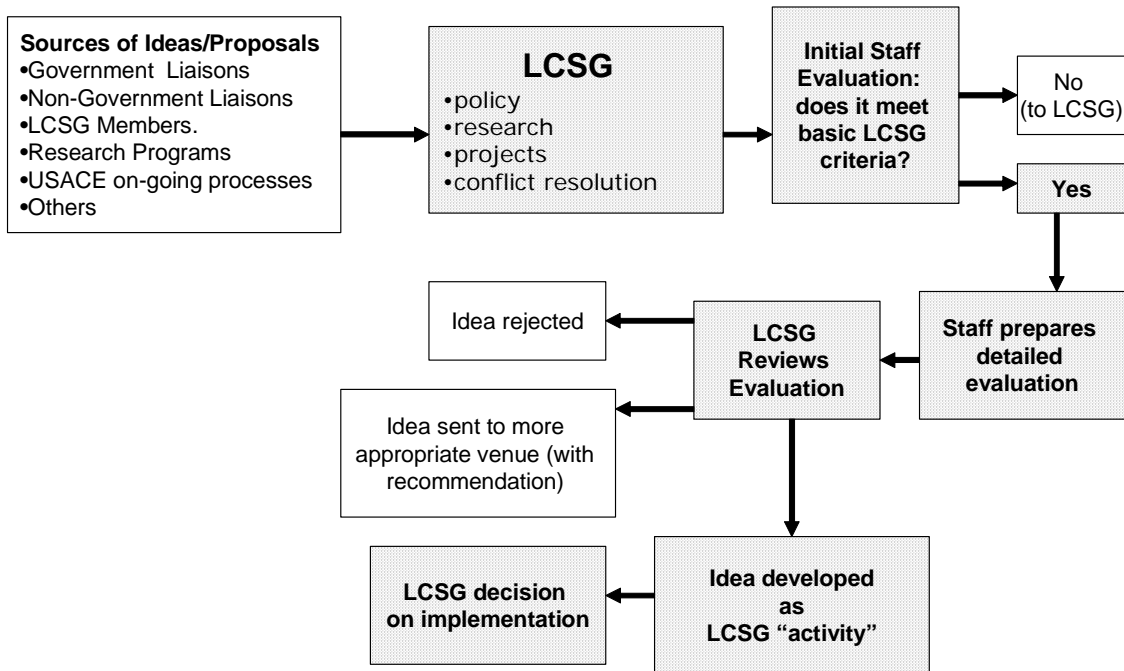 Sources of Ideas/Proposals
•Government Liaisons
•Non-Government Liaisons
•LCSG Members.
•Research Programs
•USACE on-going processes
•Others
LCSG
•policy
•research
•projects
•conflict resolution
Initial Staff
Evaluation:
does it meet
basic LCSG
criteria?
No
(to LCSG)
Yes
Staff prepares
detailed
evaluation
LCSG
Reviews
Evaluation
Idea rejected
Idea sent to more
appropriate venue (with
recommendation)
Idea developed
as
LCSG “activity”
LCSG decision
on implementation